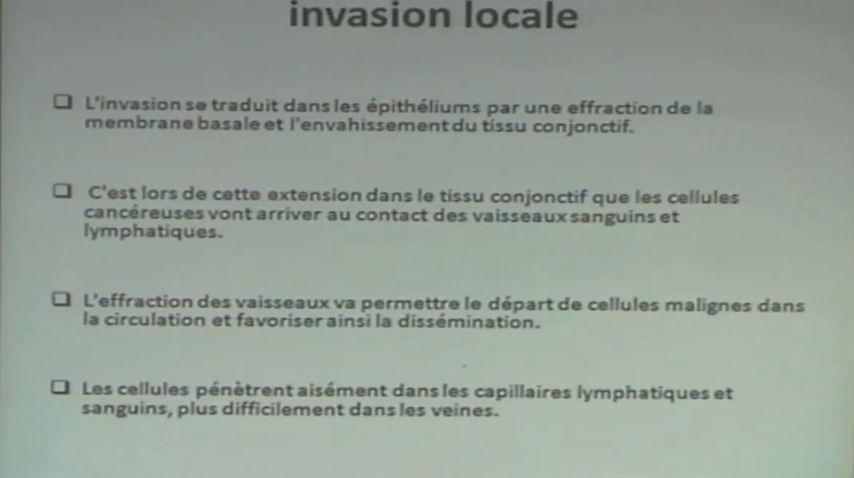 invasion locale
❑ L'invasion se traduit dans les épithéliums par une effraction de la
membrane basale et l'envahissement du tissu conjonctif.
❑ C'est lors de cette extension dans le tissu conjonctif que les cellules
cancéreuses vont arriver au contact des vaisseaux sanguins et
lymphatiques.
❑ L'effraction des vaisseaux va permettre le départ de cellules malignes dans
la circulation et favoriser ainsi la dissémination.
❑ Les cellules pénètrent aisément dans les capillaires lymphatiques et
sanguins, plus difficilement dans les veines.